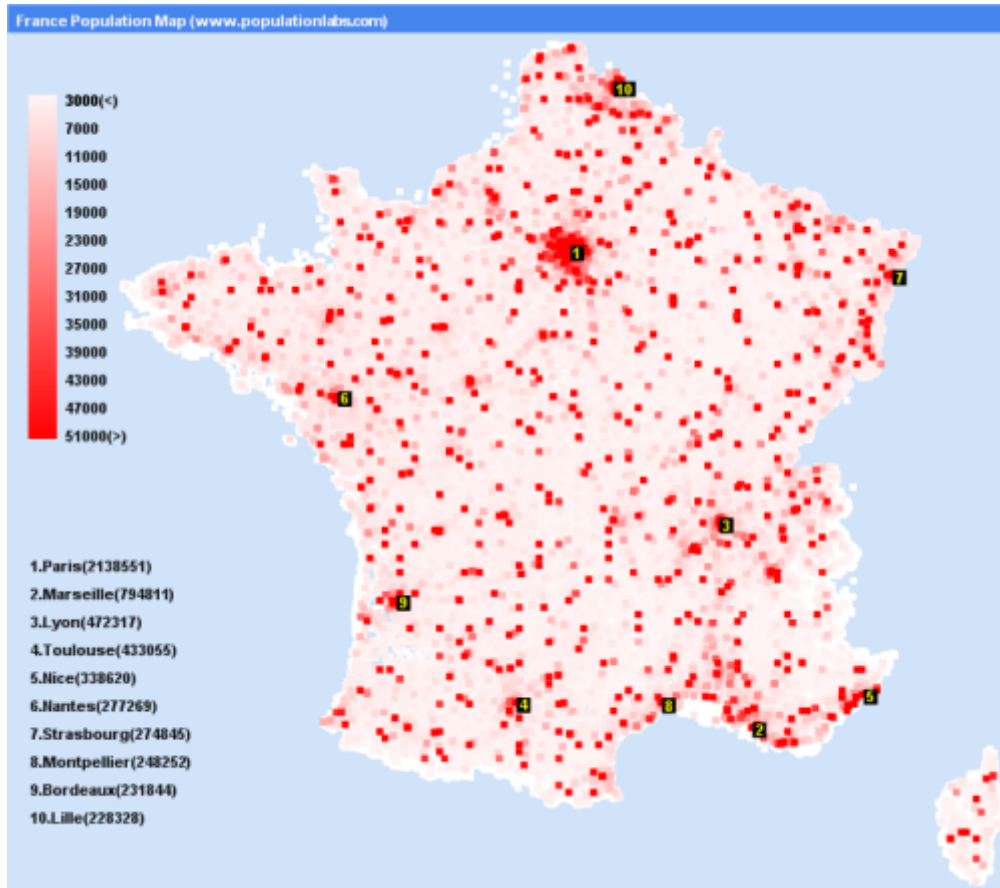 France Population Map (www.populationlabs.com)
3000(<)
7000
11000
15000
19000
23000
27000
31000
35000
39000
43000
47000
51000(>)
10
1
7
6
3
9
4
8
5
2
1.Paris(2138551)
2.Marseille(794811)
3.Lyon(472317)
4.Toulouse(433055)
5.Nice(338620)
6.Nantes(277269)
7.Strasbourg(274845)
8.Montpellier(248252)
9.Bordeaux(231844)
10.Lille(228328)